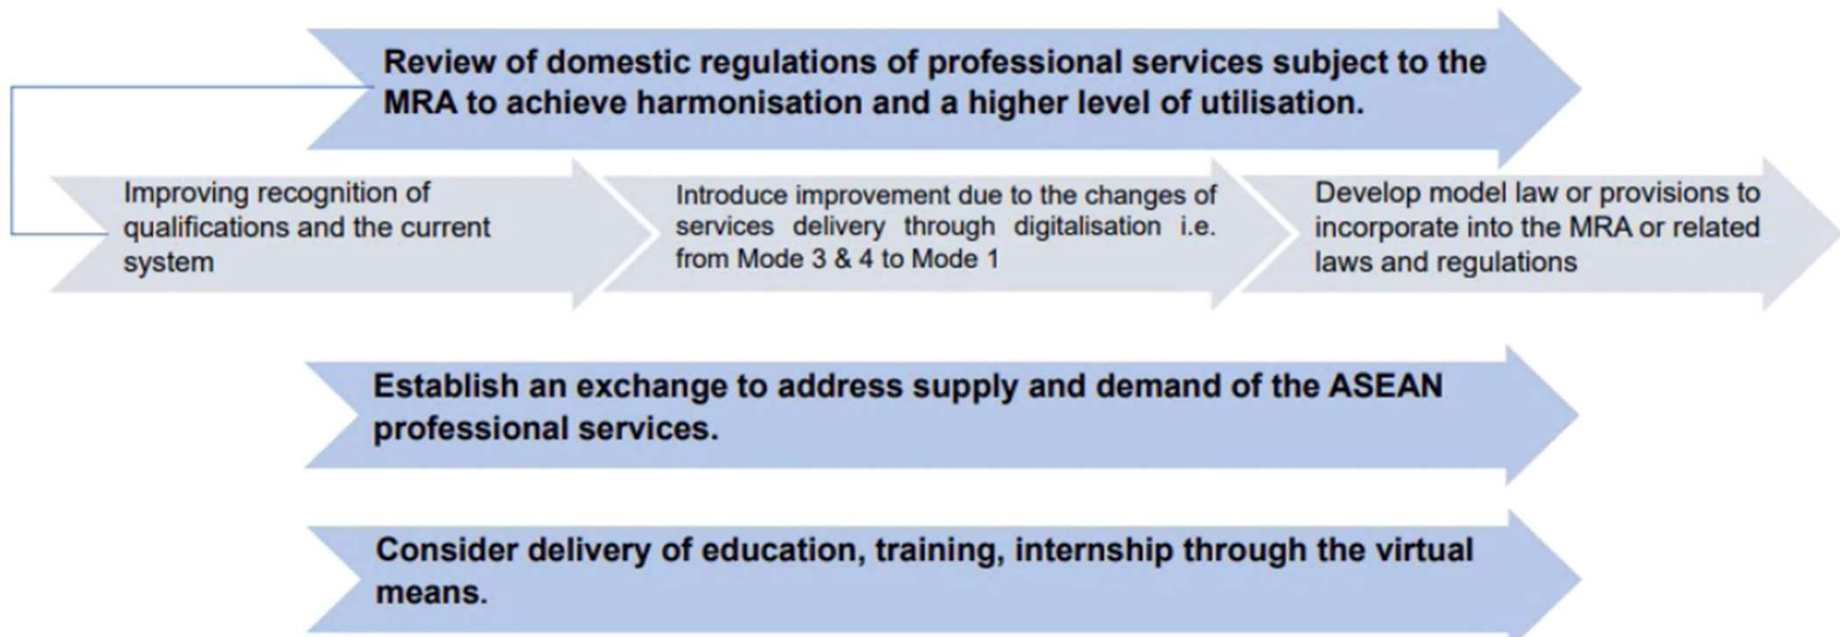 Review of domestic regulations of professional services subject to the
MRA to achieve harmonisation and a higher level of utilisation.
Improving recognition of
qualifications and the current
system
Introduce improvement due to the changes of
services delivery through digitalisation i.e.
from Mode 3 & 4 to Mode 1
Develop model law or provisions to
incorporate into the MRA or related
laws and regulations
Establish an exchange to address supply and demand of the ASEAN
professional services.
Consider delivery of education, training, internship through the virtual
means.